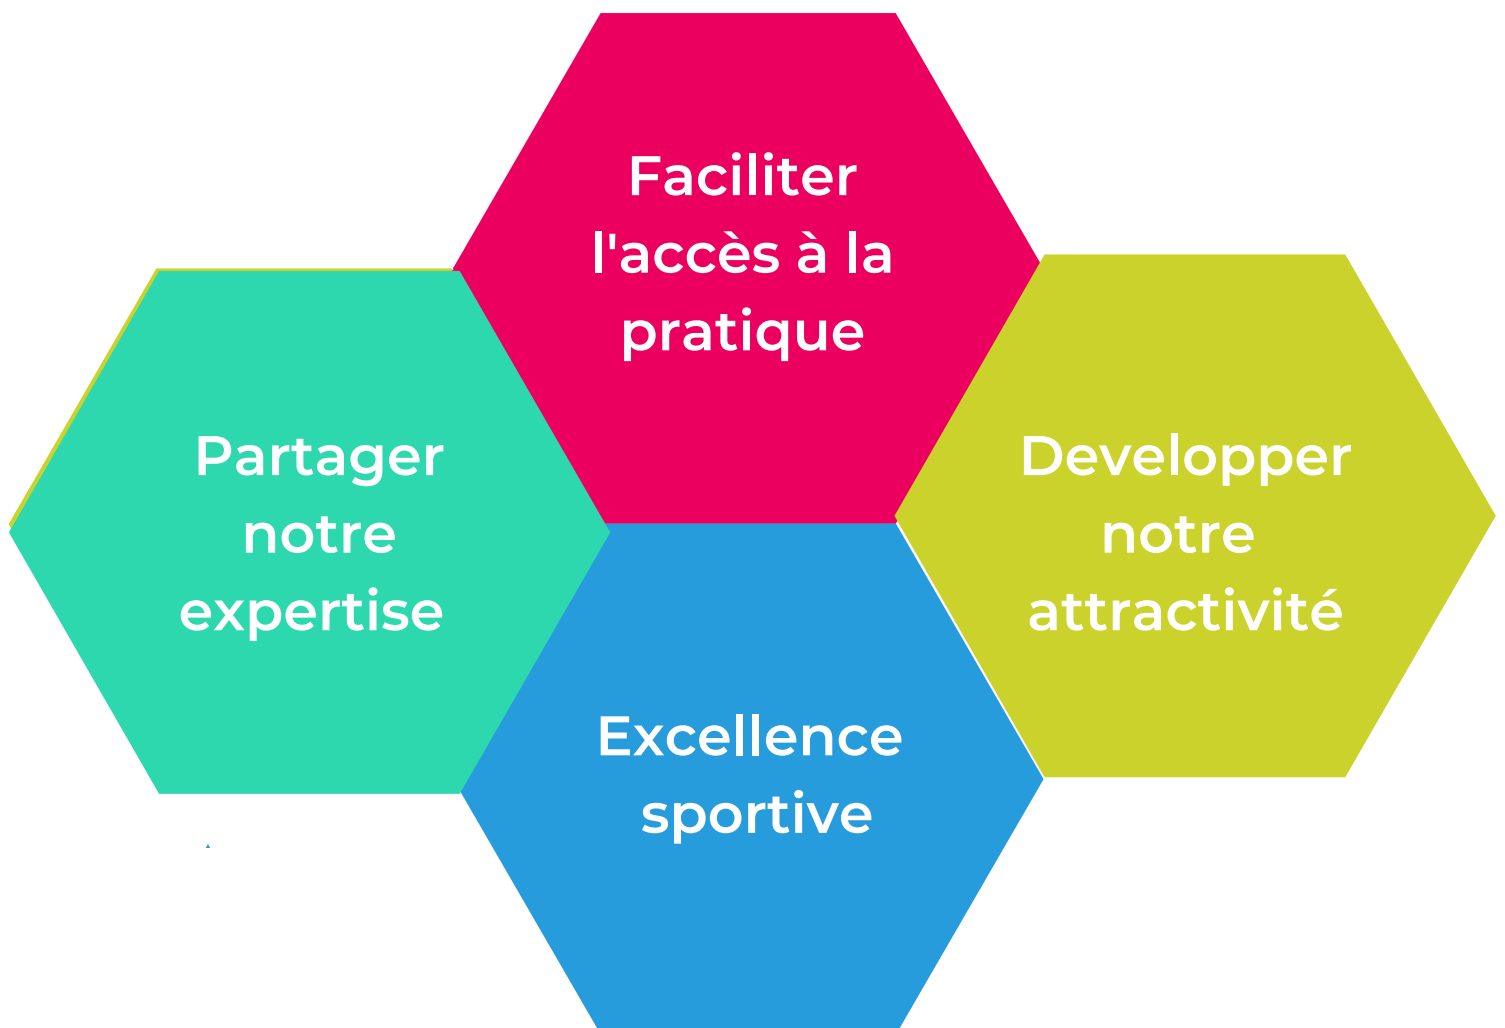 Faciliter
l'accès à la
pratique
Partager
notre
expertise
Developper
notre
attractivité
Excellence
sportive